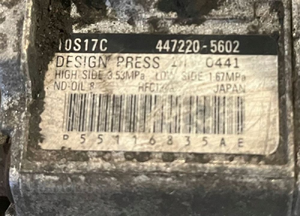 10S17C 447220-5602
DESIGN PRESS 0441
HIGH SIDE 3.53MPa LOW SIDE 1.67MPa
ND-OIL 8 JAPAN
P55116835AE